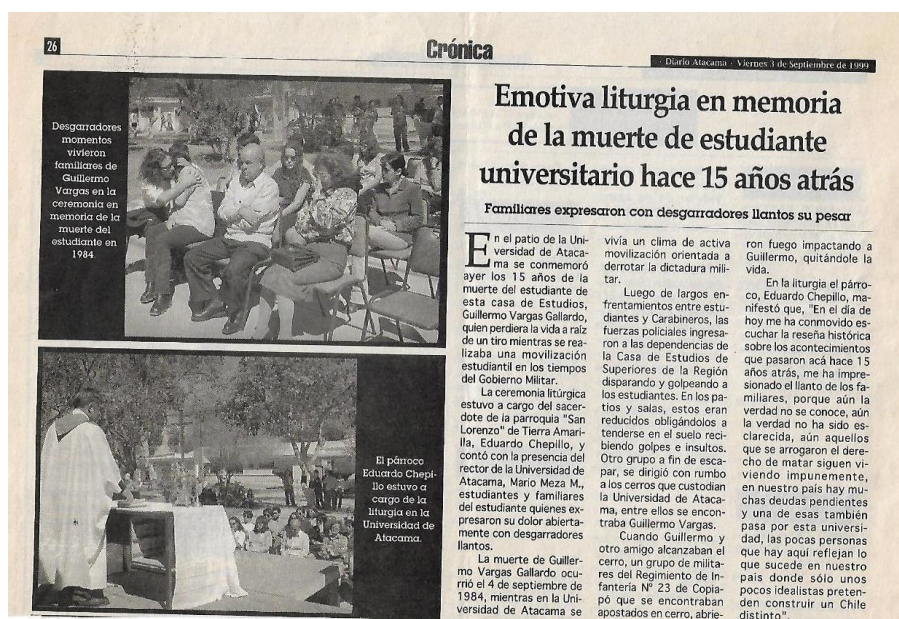 26
Crónica
· Diario Atacama · Viernes 3 de Septiembre de 1999
Desgarradores
momentos
vivieron
familiares de
Guillermo
Vargas en la
ceremonia en
memoria de la
muerte del
estudiante en
1984.
El párroco
Eduardo Chepi-
llo estuvo a
cargo de la
liturgia en la
Universidad de
Atacama.
Emotiva liturgia en memoria
de la muerte de estudiante
universitario hace 15 años atrás
Familiares expresaron con desgarradores llantos su pesar
En el patio de la Uni-
versidad de Ataca-
ma se conmemoró
ayer los 15 años de la
muerte del estudiante de
esta casa de Estudios,
Guillermo Vargas Gallardo,
quien perdiera la vida a raíz
de un tiro mientras se rea-
lizaba una movilización
estudiantil en los tiempos
del Gobierno Militar.
La ceremonia litúrgica
estuvo a cargo del sacer-
dote de la parroquia "San
Lorenzo" de Tierra Amari-
lla, Eduardo Chepillo, y
contó con la presencia del
rector de la Universidad de
Atacama, Mario Meza M.,
estudiantes y familiares
del estudiante quienes ex-
presaron su dolor abierta-
mente con desgarradores
llantos.
La muerte de Guiller-
mo Vargas Gallardo ocu-
rrió el 4 de septiembre de
1984, mientras en la Uni-
versidad de Atacama se
vivía un clima de activa
movilización orientada a
derrotar la dictadura mili-
tar.
Luego de largos en-
frentamientos entre estu-
diantes y Carabineros, las
fuerzas policiales ingresa-
ron a las dependencias de
la Casa de Estudios de
Superiores de la Región
disparando y golpeando a
los estudiantes. En los pa-
tios y salas, estos eran
reducidos obligándolos a
tenderse en el suelo reci-
biendo golpes e insultos.
Otro grupo a fin de esca-
par, se dirigió con rumbo
a los cerros que custodian
la Universidad de Ataca-
ma, entre ellos se encon-
traba Guillermo Vargas.
Cuando Guillermo y
otro amigo alcanzaban el
cerro, un grupo de milita-
res del Regimiento de In-
fantería Nº 23 de Copia-
pó que se encontraban
apostados en cerro, abrie-
ron fuego impactando a
Guillermo, quitándole la
vida.
En la liturgia el párro-
co, Eduardo Chepillo, ma-
nifestó que, "En el día de
hoy me ha conmovido es-
cuchar la reseña histórica
sobre los acontecimientos
que pasaron acá hace 15
años atrás, me ha impre-
sionado el llanto de los fa-
miliares, porque aún la
verdad no se conoce, aún
la verdad no ha sido es-
clarecida, aún aquellos
que se arrogaron el dere-
cho de matar siguen vi-
viendo impunemente,
en nuestro país hay mu-
chas deudas pendientes
y una de esas también
pasa por esta universi-
dad, las pocas personas
que hay aquí reflejan lo
que sucede en nuestro
pais donde sólo unos
pocos idealistas preten-
den construir un Chile
distinto".